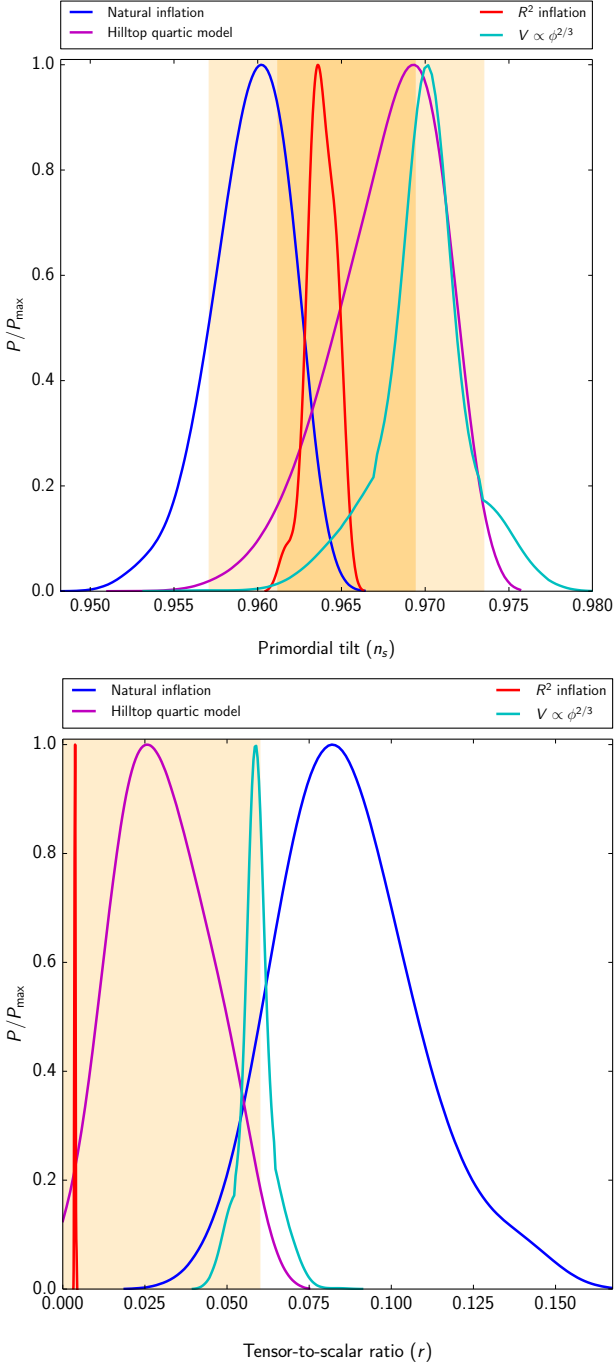 Natural inflation
Hilltop quartic model
R² inflation
V ∝ ϕ^{2/3}
1.0
0.8
0.6
0.4
0.2
0.0
P/P_max
0.950 0.955 0.960 0.965 0.970 0.975 0.980
Primordial tilt (n_s)
Natural inflation
Hilltop quartic model
R² inflation
V ∝ ϕ^{2/3}
1.0
0.8
0.6
0.4
0.2
0.0
P/P_max
0.000 0.025 0.050 0.075 0.100 0.125 0.150
Tensor-to-scalar ratio (r)